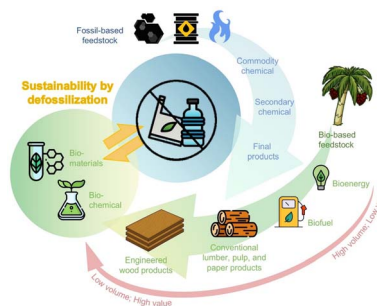 Fossil-based
feedstock
Commodity
chemical
Sustainability by
defossilization
Secondary
chemical
Bio-based
feedstock
Final
products
Bio-
materials
Bioenergy
Bio-
chemical
Biofuel
Engineered
wood products
Conventional
lumber, pulp, and
paper products
High volume; Low
Low volume; High value